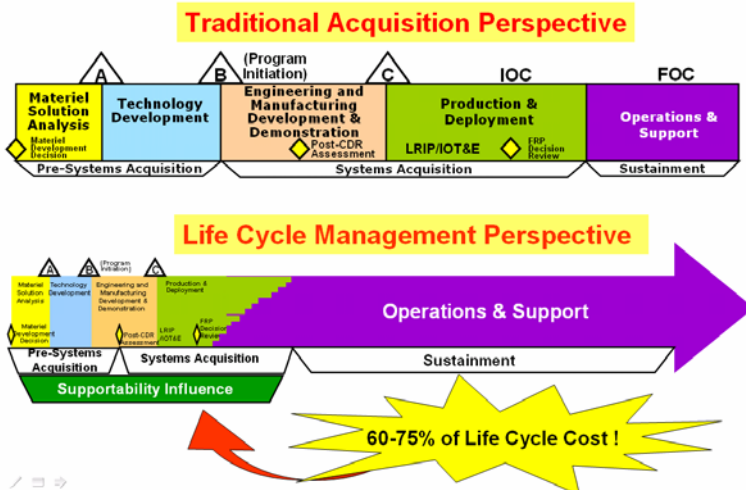 Traditional Acquisition Perspective
A
B
(Program
Initiation)
C
IOC
FOC
Materiel
Solution
Analysis
Materiel
Development
Decision
Technology
Development
Engineering and
Manufacturing
Development &
Demonstration
Post-CDR
Assessment
Production &
Deployment
LRIP/IOT&E
FRP
Decision
Review
Operations &
Support
Pre-Systems Acquisition
Systems Acquisition
Sustainment
Life Cycle Management Perspective
A
B
(Program
Initiation)
C
Materiel
Solution
Analysis
Materiel
Development
Decision
Technology
Development
Engineering and
Manufacturing
Development &
Demonstration
Post-CDR
Assessment
Production &
Deployment
LRIP
/IOT&E
FRP
Decision
Review
Operations & Support
Pre-Systems
Acquisition
Systems Acquisition
Sustainment
Supportability Influence
60-75% of Life Cycle Cost !